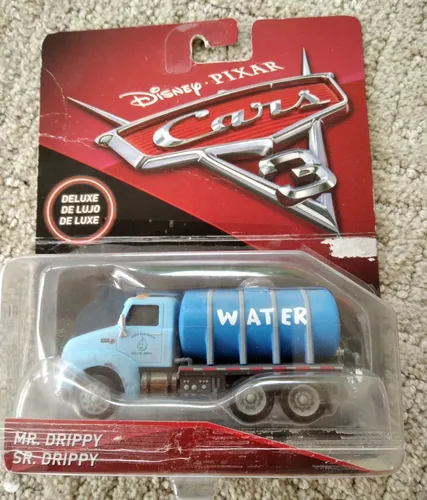 DISNEY · PIXAR
Cars
3
DELUXE
DE LUJO
DE LUXE
WATER
MR. DRIPPY
SR. DRIPPY